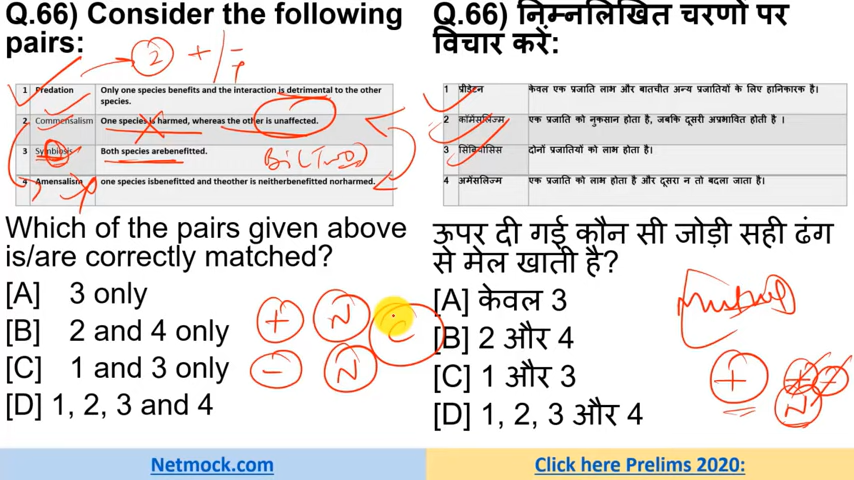 Q.66) Consider the following
pairs:
2 + / -
1 Predation Only one species benefits and the interaction is detrimental to the other
species.
2 Commensalism One species is harmed, whereas the other is unaffected.
3 Symbiosis Both species arebenefitted.
Bi (Two)
4 Amensalism one species isbenefitted and theother is neitherbenefitted norharmed.
Which of the pairs given above
is/are correctly matched?
[A] 3 only
[B] 2 and 4 only
[C] 1 and 3 only
[D] 1, 2, 3 and 4
+ N C
- N
Q.66) निम्नलिखित चरणों पर
विचार करें:
1 प्रीडेटन केवल एक प्रजाति लाभ और बातचीत अन्य प्रजातियों के लिए हानिकारक है।
2 कॉमेंसलिज्म एक प्रजाति को नुकसान होता है, जबकि दूसरी अप्रभावित होती है ।
3 सिंबियोसिस दोनों प्रजातियों को लाभ होता है।
4 अमेंसलिज्म एक प्रजाति को लाभ होता है और दूसरा न तो बदला जाता है।
ऊपर दी गई कौन सी जोड़ी सही ढंग
से मेल खाती है?
[A] केवल 3
[B] 2 और 4
[C] 1 और 3
[D] 1, 2, 3 और 4
+ + -
N
Netmock.com
Click here Prelims 2020: